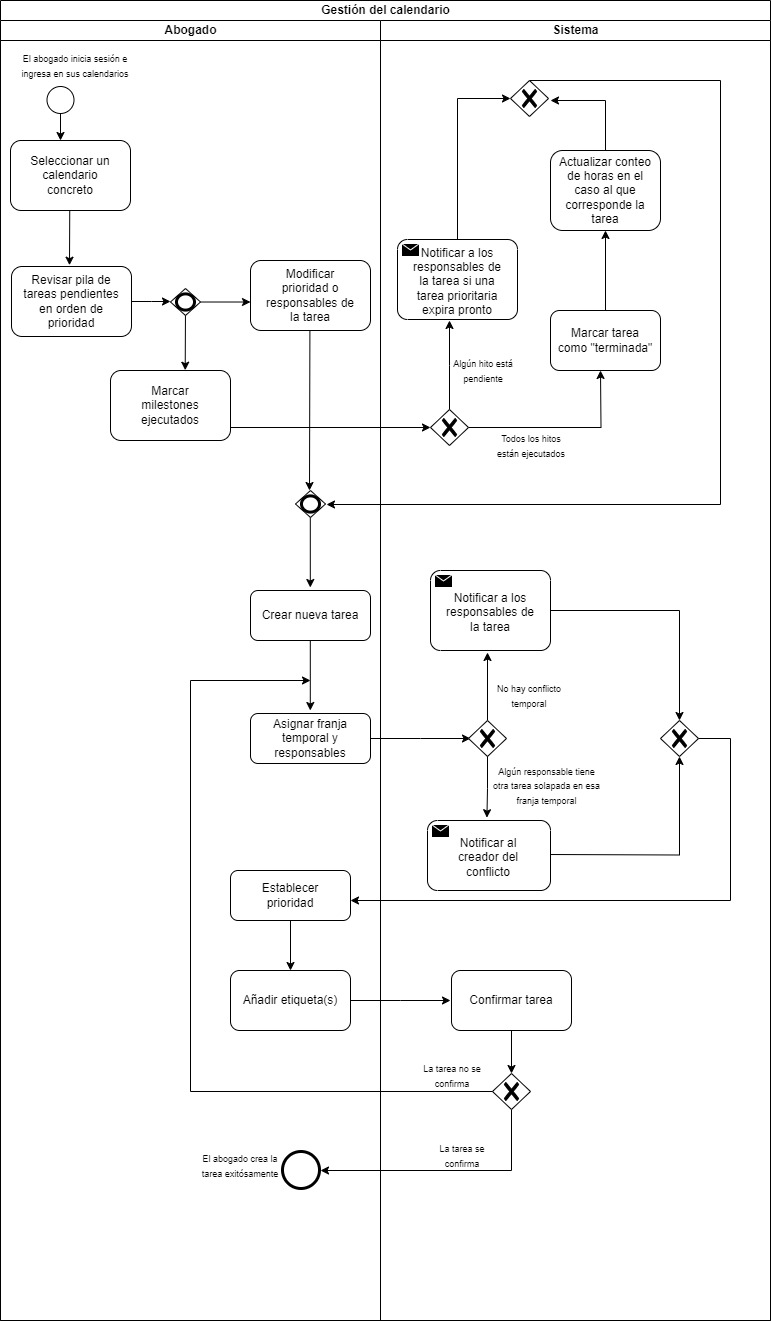 Gestión del calendario
Abogado
Sistema
El abogado inicia sesión e
ingresa en sus calendarios
Seleccionar un
calendario
concreto
Revisar pila de
tareas pendientes
en orden de
prioridad
Modificar
prioridad o
responsables de
la tarea
Marcar
milestones
ejecutados
Actualizar conteo
de horas en el
caso al que
corresponde la
tarea
Notificar a los
responsables de
la tarea si una
tarea prioritaria
expira pronto
Marcar tarea
como "terminada"
Algún hito está
pendiente
Todos los hitos
están ejecutados
Crear nueva tarea
Notificar a los
responsables de
la tarea
No hay conflicto
temporal
Asignar franja
temporal y
responsables
Algún responsable tiene
otra tarea solapada en esa
franja temporal
Notificar al
creador del
conflicto
Establecer
prioridad
Añadir etiqueta(s)
Confirmar tarea
La tarea no se
confirma
La tarea se
confirma
El abogado crea la
tarea exitósamente